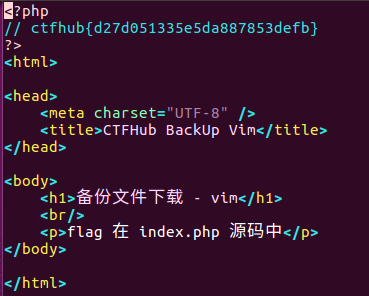 <?php
// ctfhub{d27d051335e5da887853defb}
?>
<html>
<head>
<meta charset="UTF-8" />
<title>CTFHub BackUp Vim</title>
</head>
<body>
<h1>备份文件下载 - vim</h1>
<br/>
<p>flag 在 index.php 源码中</p>
</body>
</html>